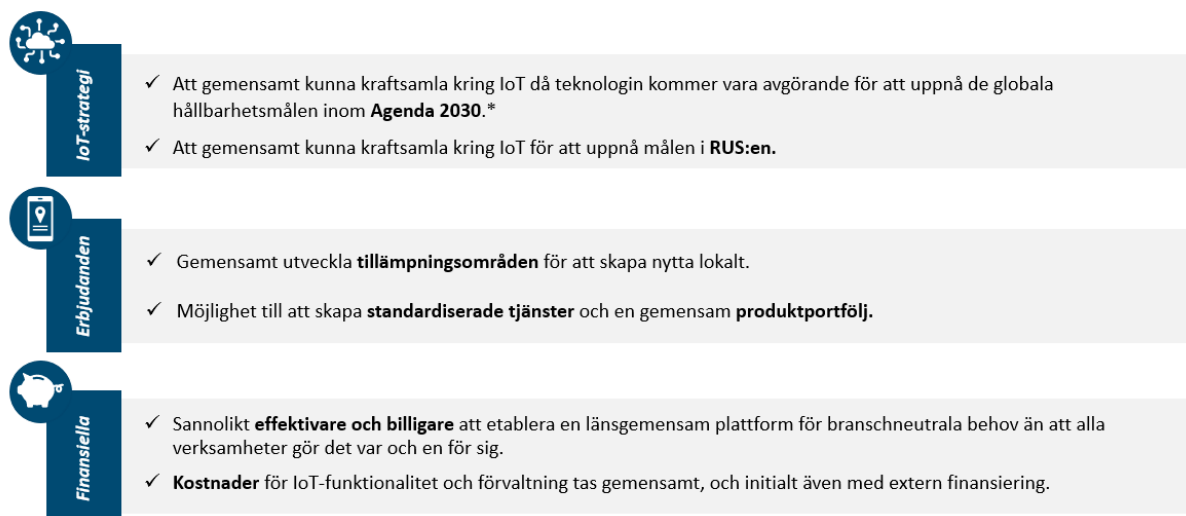 IoT-strategi
✓ Att gemensamt kunna kraftsamla kring IoT då teknologin kommer vara avgörande för att uppnå de globala
hållbarhetsmålen inom Agenda 2030.*
✓ Att gemensamt kunna kraftsamla kring IoT för att uppnå målen i RUS:en.
Erbjudanden
✓ Gemensamt utveckla tillämpningsområden för att skapa nytta lokalt.
✓ Möjlighet till att skapa standardiserade tjänster och en gemensam produktportfölj.
Finansiella
✓ Sannolikt effektivare och billigare att etablera en länsgemensam plattform för branschneutrala behov än att alla
verksamheter gör det var och en för sig.
✓ Kostnader för IoT-funktionalitet och förvaltning tas gemensamt, och initialt även med extern finansiering.